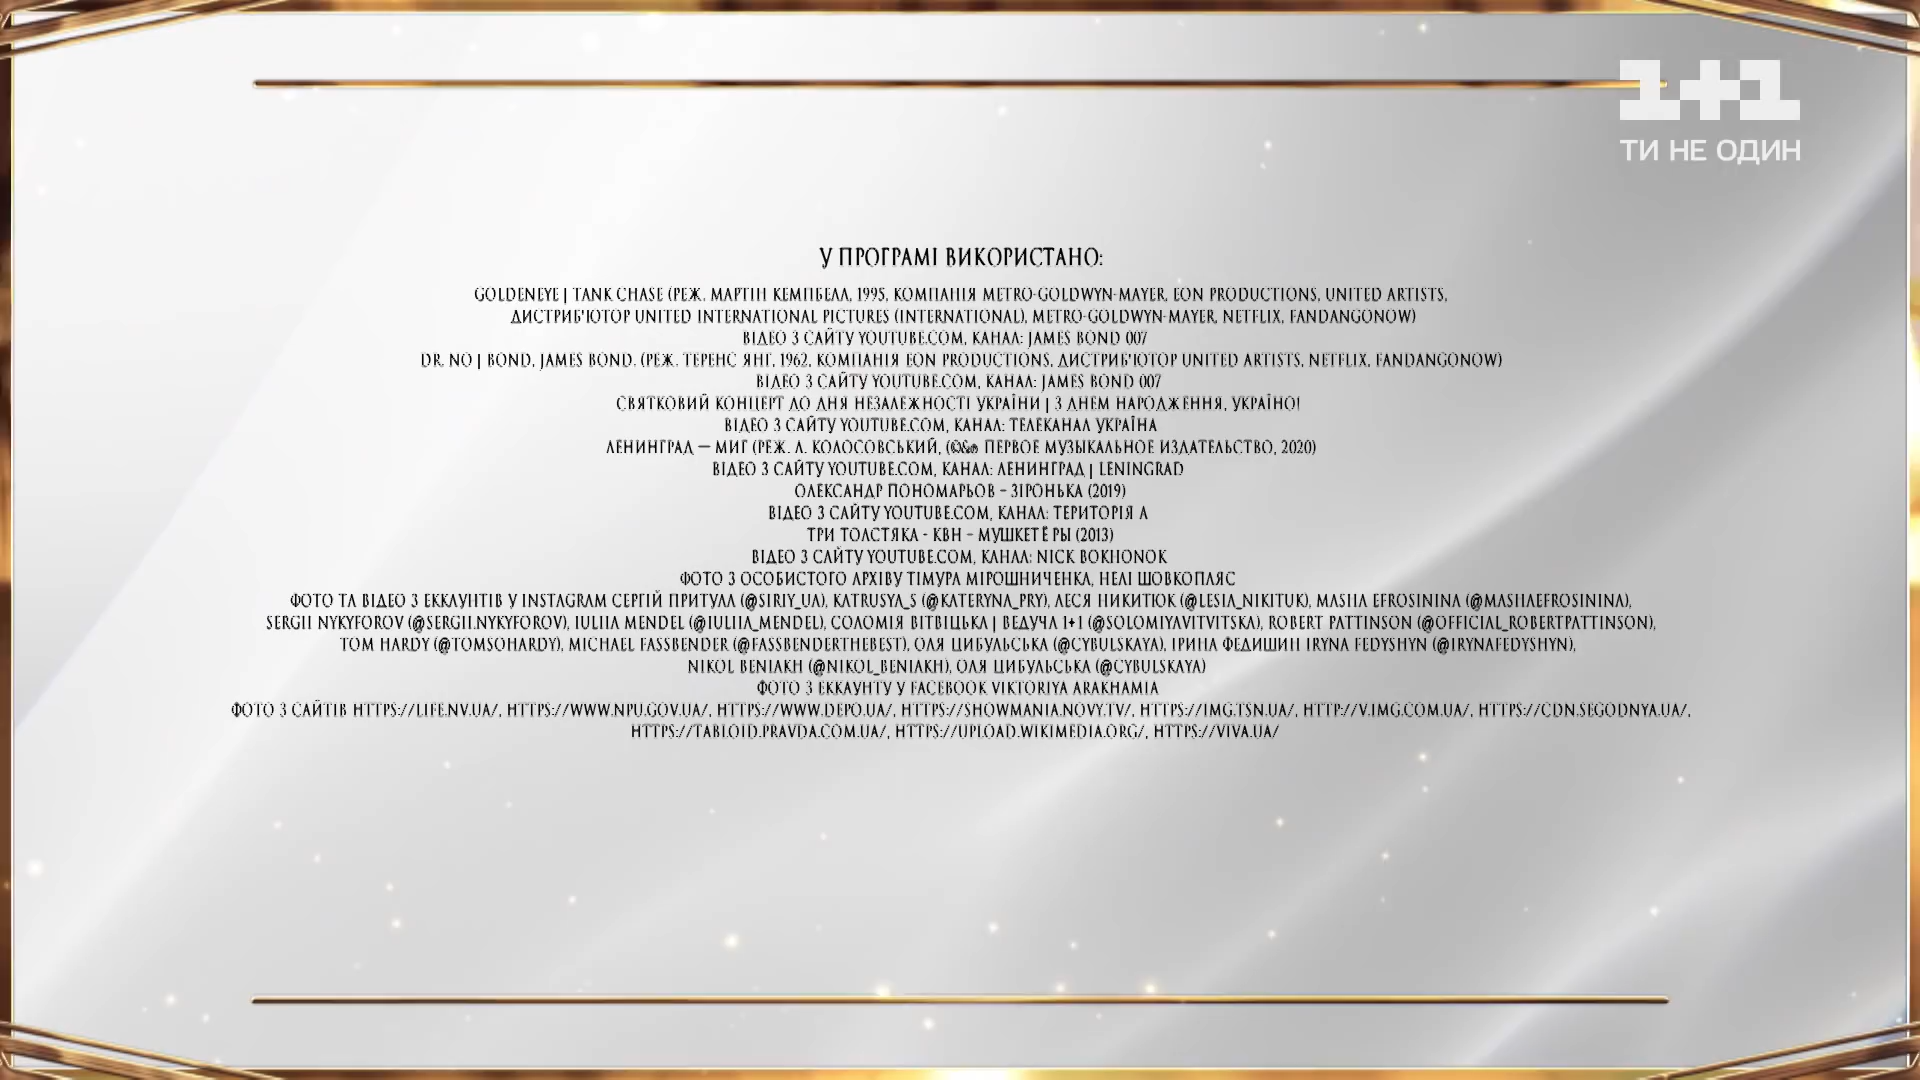 1+1
ТИ НЕ ОДИН
У ПРОГРАМІ ВИКОРИСТАНО:
GOLDENEYE | TANK CHASE (РЕЖ. МАРТІН КЕМПБЕЛЛ, 1995, КОМПАНІЯ METRO-GOLDWYN-MAYER, EON PRODUCTIONS, UNITED ARTISTS,
ДИСТРИБ'ЮТОР UNITED INTERNATIONAL PICTURES (INTERNATIONAL), METRO-GOLDWYN-MAYER, NETFLIX, FANDANGONOW)
ВІДЕО З САЙТУ YOUTUBE.COM, КАНАЛ: JAMES BOND 007
DR. NO | BOND, JAMES BOND. (РЕЖ. ТЕРЕНС ЯНГ, 1962, КОМПАНІЯ EON PRODUCTIONS, ДИСТРИБ'ЮТОР UNITED ARTISTS, NETFLIX, FANDANGONOW)
ВІДЕО З САЙТУ YOUTUBE.COM, КАНАЛ: JAMES BOND 007
СВЯТКОВИЙ КОНЦЕРТ ДО ДНЯ НЕЗАЛЕЖНОСТІ УКРАЇНИ | З ДНЕМ НАРОДЖЕННЯ, УКРАЇНО!
ВІДЕО З САЙТУ YOUTUBE.COM, КАНАЛ: ТЕЛЕКАНАЛ УКРАЇНА
ЛЕНИНГРАД — МИГ (РЕЖ. Л. КОЛОСОВСЬКИЙ, (©&℗ ПЕРВОЕ МУЗЫКАЛЬНОЕ ИЗДАТЕЛЬСТВО, 2020)
ВІДЕО З САЙТУ YOUTUBE.COM, КАНАЛ: ЛЕНИНГРАД | LENINGRAD
ОЛЕКСАНДР ПОНОМАРЬОВ – ЗІРОНЬКА (2019)
ВІДЕО З САЙТУ YOUTUBE.COM, КАНАЛ: ТЕРИТОРІЯ А
ТРИ ТОЛСТЯКА - КВН – МУШКЕТЁРЫ (2013)
ВІДЕО З САЙТУ YOUTUBE.COM, КАНАЛ: NICK BOKHONOK
ФОТО З ОСОБИСТОГО АРХІВУ ТІМУРА МІРОШНИЧЕНКА, НЕЛІ ШОВКОПЛЯС
ФОТО ТА ВІДЕО З ЕККАУНТІВ У INSTAGRAM СЕРГІЙ ПРИТУЛА (@SIRIY_UA), KATRUSYA_S (@KATERYNA_PRY), ЛЕСЯ НИКИТЮК (@LESIA_NIKITUK), MASHA EFROSININA (@MASHAEFROSININA),
SERGII NYKYFOROV (@SERGII.NYKYFOROV), IULIIA MENDEL (@IULIIA_MENDEL), СОЛОМІЯ ВІТВІЦЬКА | ВЕДУЧА 1+1 (@SOLOMIYAVITVITSKA), ROBERT PATTINSON (@OFFICIAL_ROBERTPATTINSON),
TOM HARDY (@TOMSOHARDY), MICHAEL FASSBENDER (@FASSBENDERTHEBEST), ОЛЯ ЦИБУЛЬСЬКА (@CYBULSKAYA), ІРИНА ФЕДИШИН IRYNA FEDYSHYN (@IRYNAFEDYSHYN),
NIKOL BENIAKH (@NIKOL_BENIAKH), ОЛЯ ЦИБУЛЬСЬКА (@CYBULSKAYA)
ФОТО З ЕККАУНТУ У FACEBOOK VIKTORIYA ARAKHAMIA
ФОТО З САЙТІВ HTTPS://LIFE.NV.UA/, HTTPS://WWW.NPU.GOV.UA/, HTTPS://WWW.DEPO.UA/, HTTPS://SHOWMANIA.NOVY.TV/, HTTPS://IMG.TSN.UA/, HTTP://V.IMG.COM.UA/, HTTPS://CDN.SEGODNYA.UA/,
HTTPS://TABLOID.PRAVDA.COM.UA/, HTTPS://UPLOAD.WIKIMEDIA.ORG/, HTTPS://VIVA.UA/